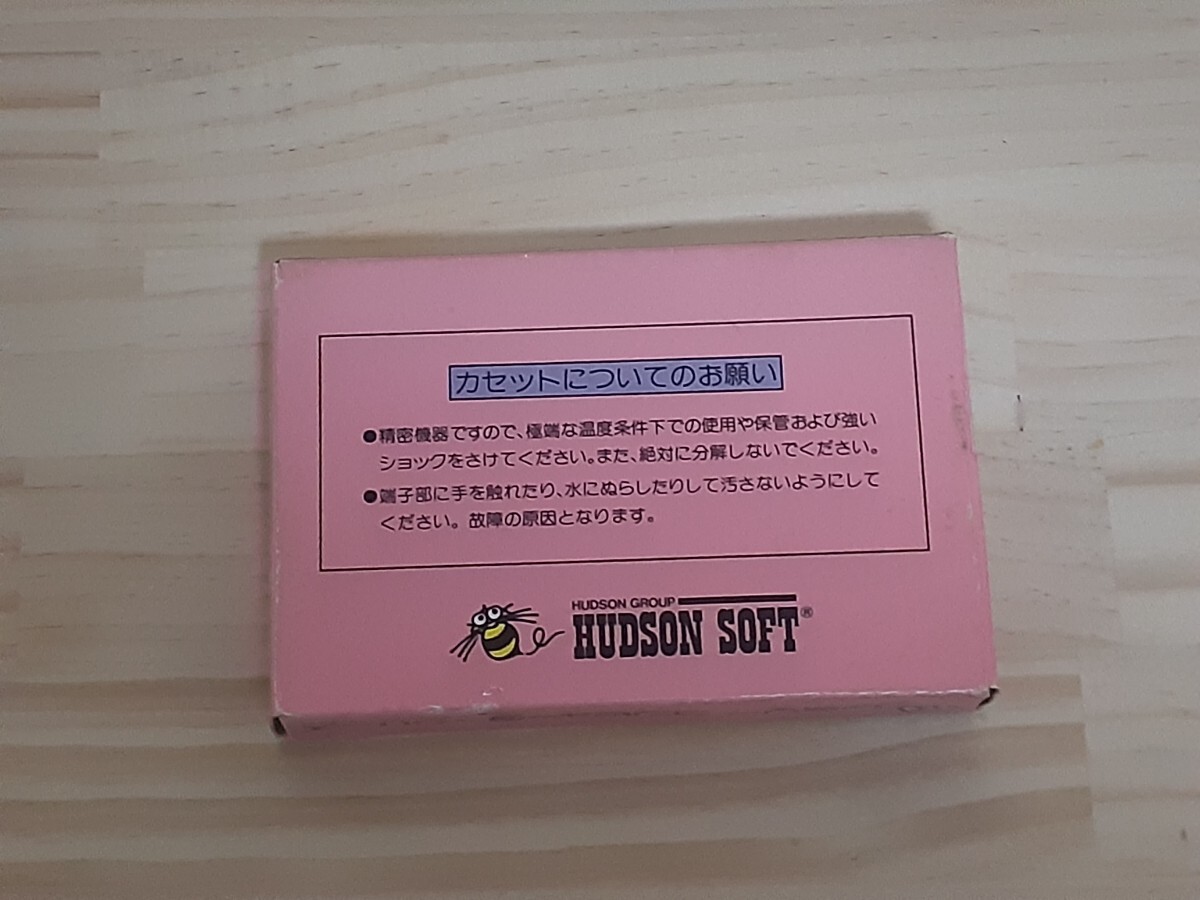 カセットについてのお願い
●精密機器ですので、極端な温度条件下での使用や保管および強い
ショックをさけてください。また、絶対に分解しないでください。
●端子部に手を触れたり、水にぬらしたりして汚さないようにして
ください。故障の原因となります。
HUDSON GROUP
HUDSON SOFT®